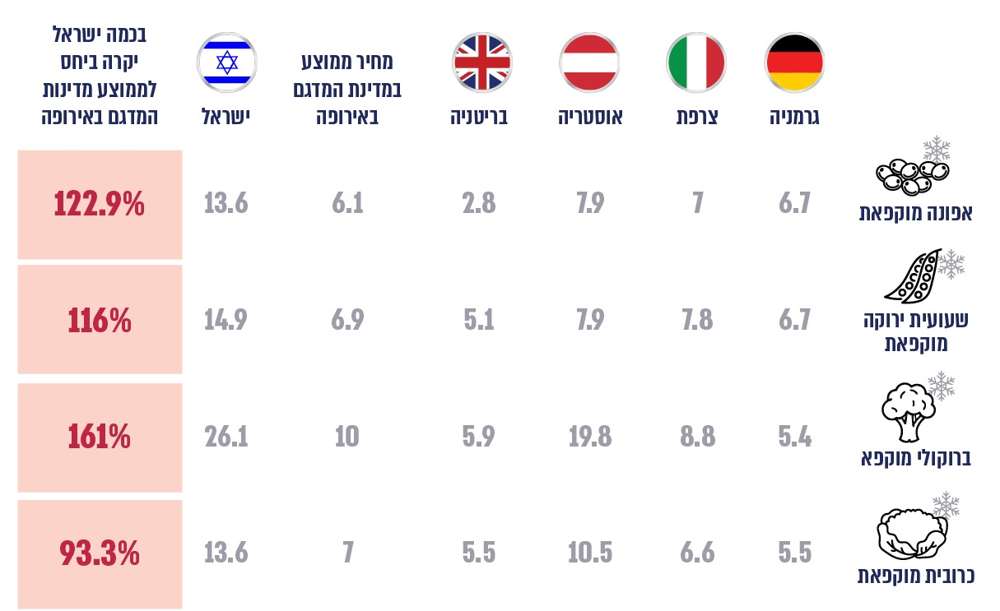 גרמניה
צרפת
אוסטריה
בריטניה
מחיר ממוצע
במדינת המדגם
באירופה
ישראל
בכמה ישראל
יקרה ביחס
לממוצע מדינות
המדגם באירופה
אפונה מוקפאת
6.7
7
7.9
2.8
6.1
13.6
122.9%
שעועית ירוקה
מוקפאת
6.7
7.8
7.9
5.1
6.9
14.9
116%
ברוקולי מוקפא
5.4
8.8
19.8
5.9
10
26.1
161%
כרובית מוקפאת
5.5
6.6
10.5
5.5
7
13.6
93.3%